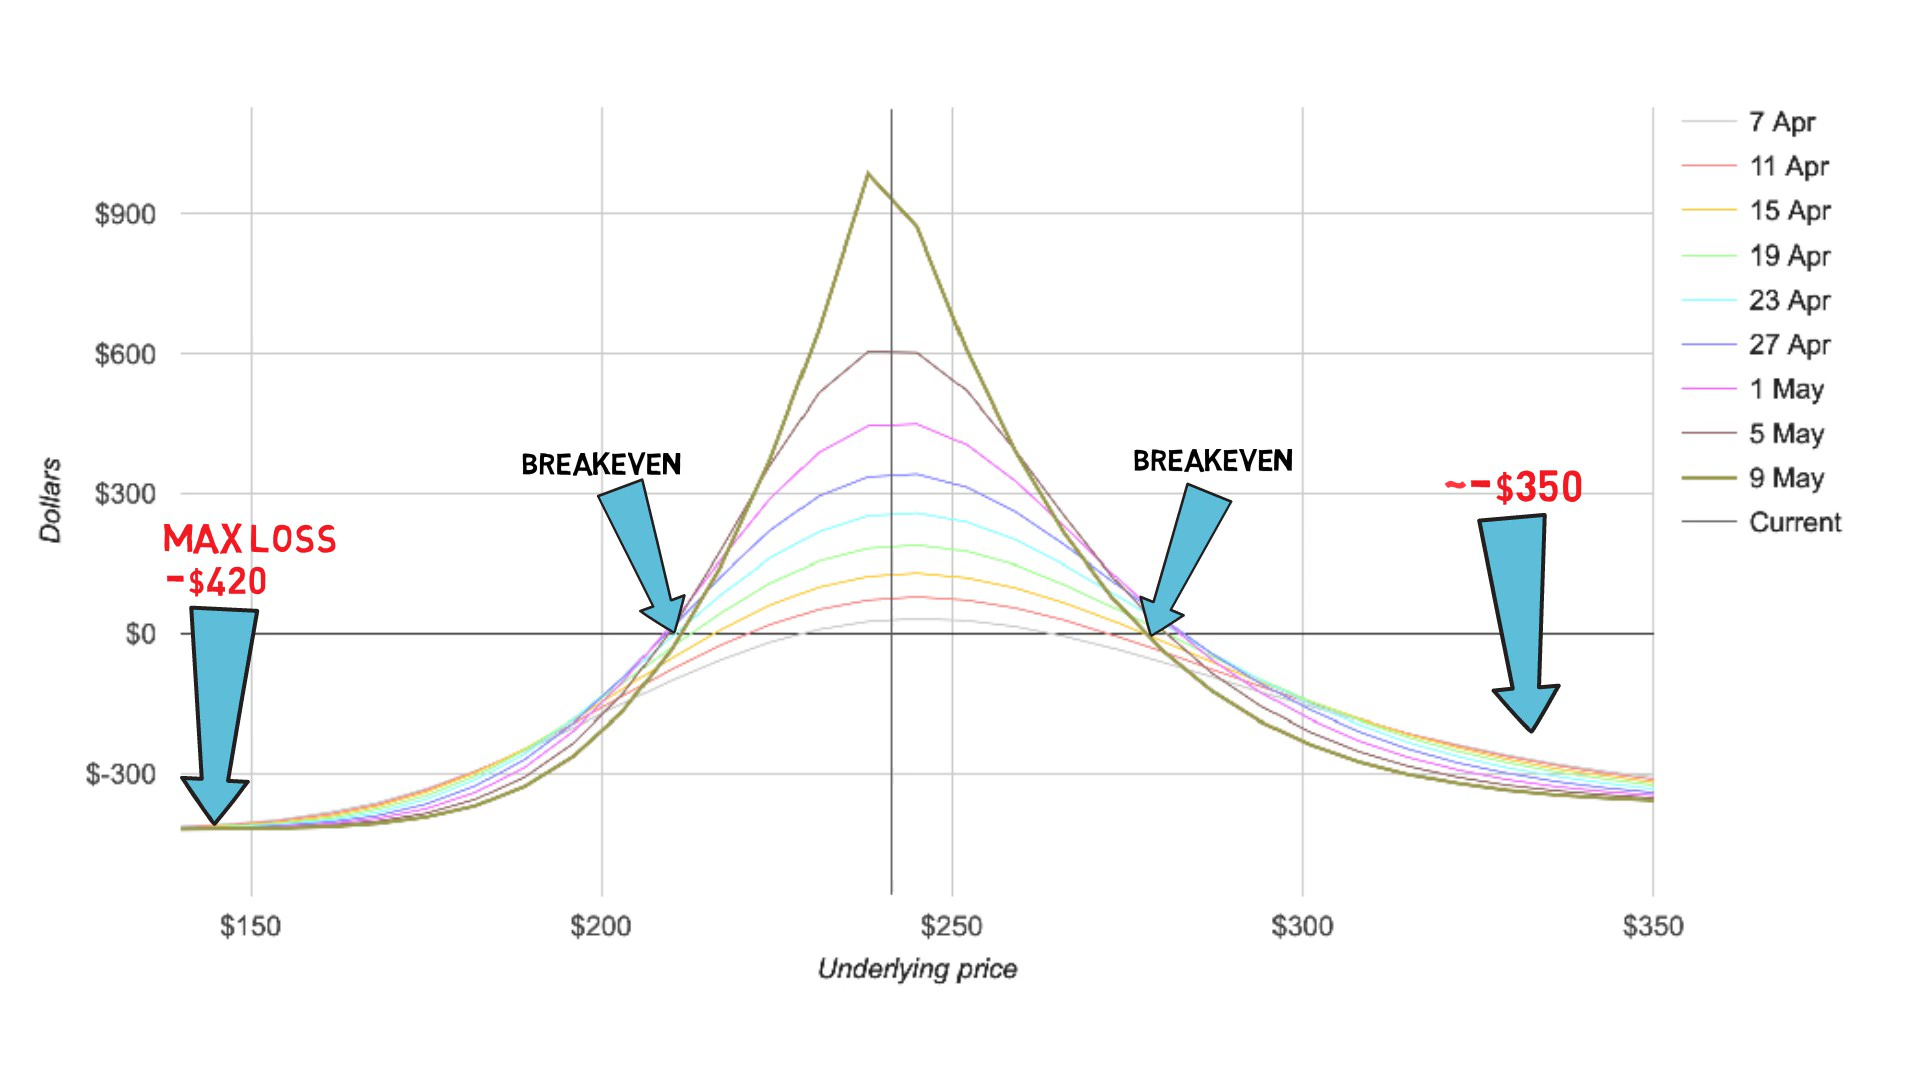 $900
$600
$300
$0
$-300
Dollars
$150
$200
$250
$300
$350
Underlying price
MAX LOSS
-$420
BREAKEVEN
BREAKEVEN
~-$350
7 Apr
11 Apr
15 Apr
19 Apr
23 Apr
27 Apr
1 May
5 May
9 May
Current